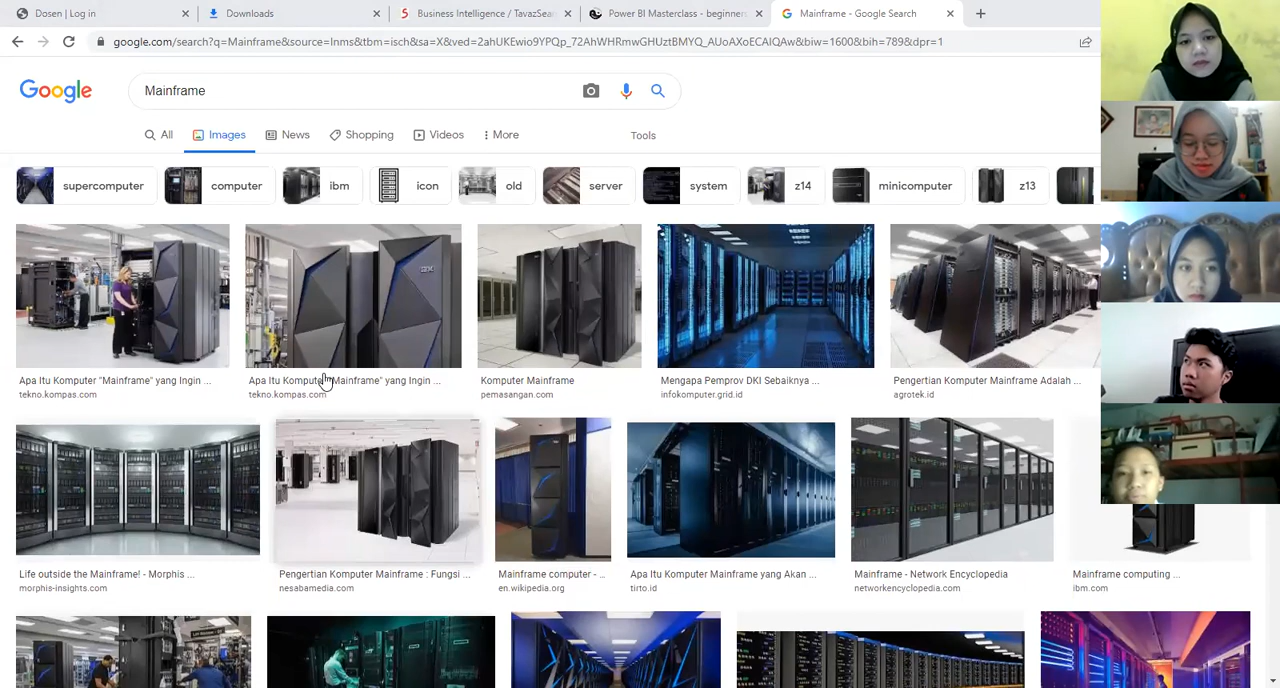 Dosen | Log in
Downloads
Business Intelligence / TavazSea
Power BI Masterclass - beginners
Mainframe - Google Search
google.com/search?q=Mainframe&source=lnms&tbm=isch&sa=X&ved=2ahUKEwio9YPQp_72AhWHRmwGHUztBMYQ_AUoAXoECAIQAw&biw=1600&bih=789&dpr=1
Google
Mainframe
All
Images
News
Shopping
Videos
More
Tools
supercomputer
computer
ibm
icon
old
server
system
z14
minicomputer
z13
IBM
Apa Itu Komputer "Mainframe" yang Ingin ...
tekno.kompas.com
Apa Itu Komputer "Mainframe" yang Ingin ...
tekno.kompas.com
Komputer Mainframe
pemasangan.com
Mengapa Pemprov DKI Sebaiknya ...
infokomputer.grid.id
Pengertian Komputer Mainframe Adalah ...
agrotek.id
Life outside the Mainframe! - Morphis ...
morphis-insights.com
Pengertian Komputer Mainframe : Fungsi ...
nesabamedia.com
Mainframe computer - ...
en.wikipedia.org
Apa Itu Komputer Mainframe yang Akan ...
tirto.id
Mainframe - Network Encyclopedia
networkencyclopedia.com
Mainframe computing ...
ibm.com